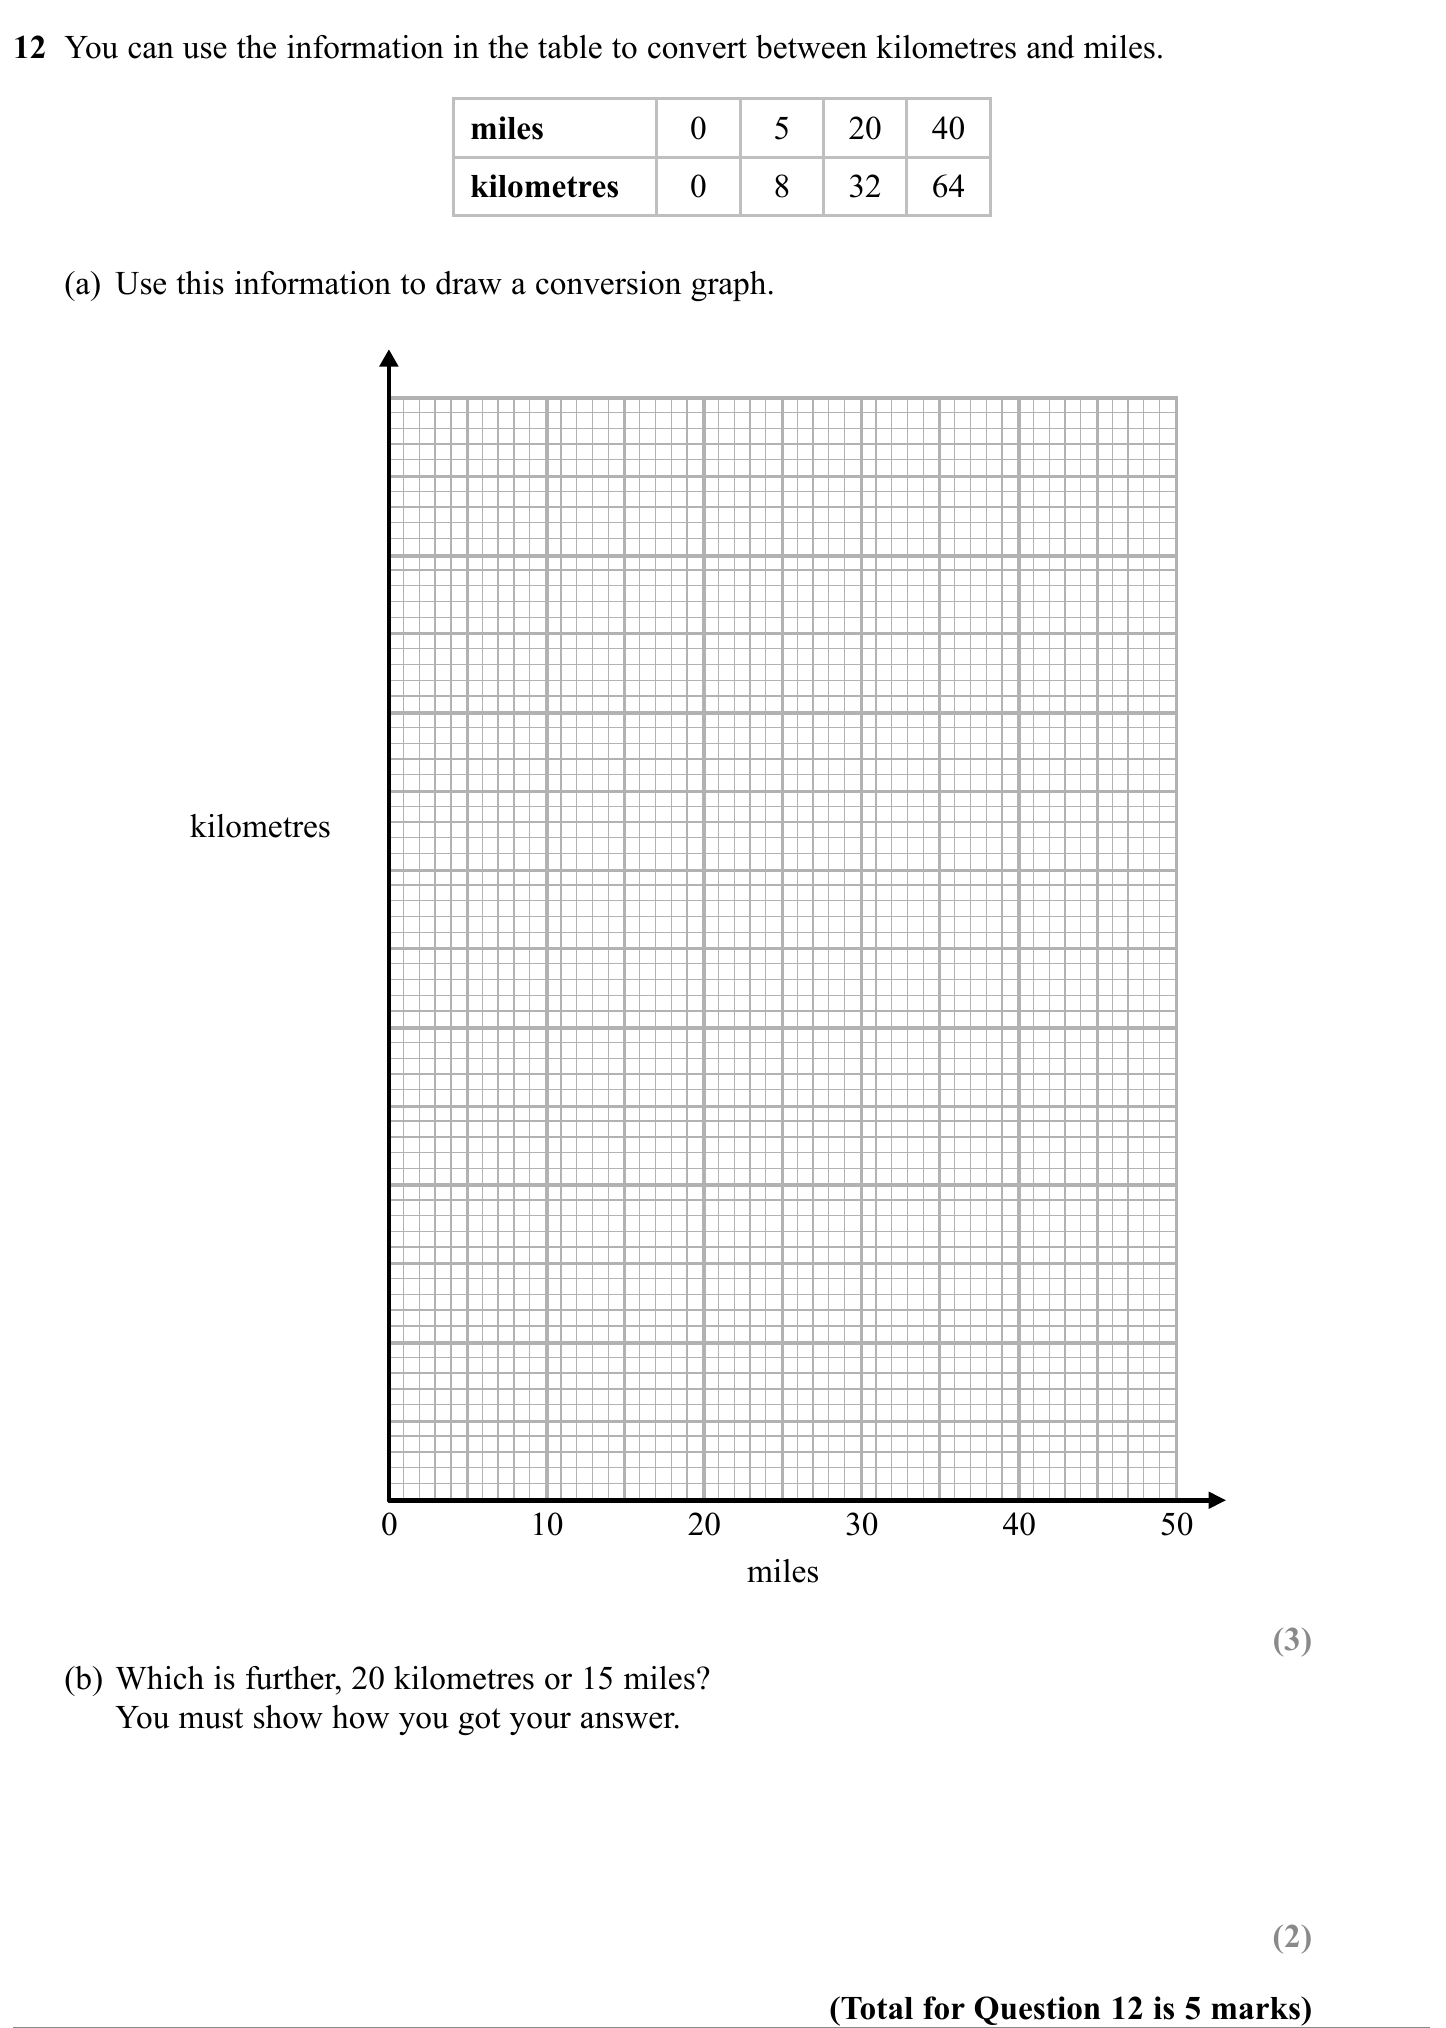 12 You can use the information in the table to convert between kilometres and miles.
miles 0 5 20 40
kilometres 0 8 32 64
(a) Use this information to draw a conversion graph.
kilometres
0 10 20 30 40 50
miles
(3)
(b) Which is further, 20 kilometres or 15 miles?
You must show how you got your answer.
(2)
(Total for Question 12 is 5 marks)